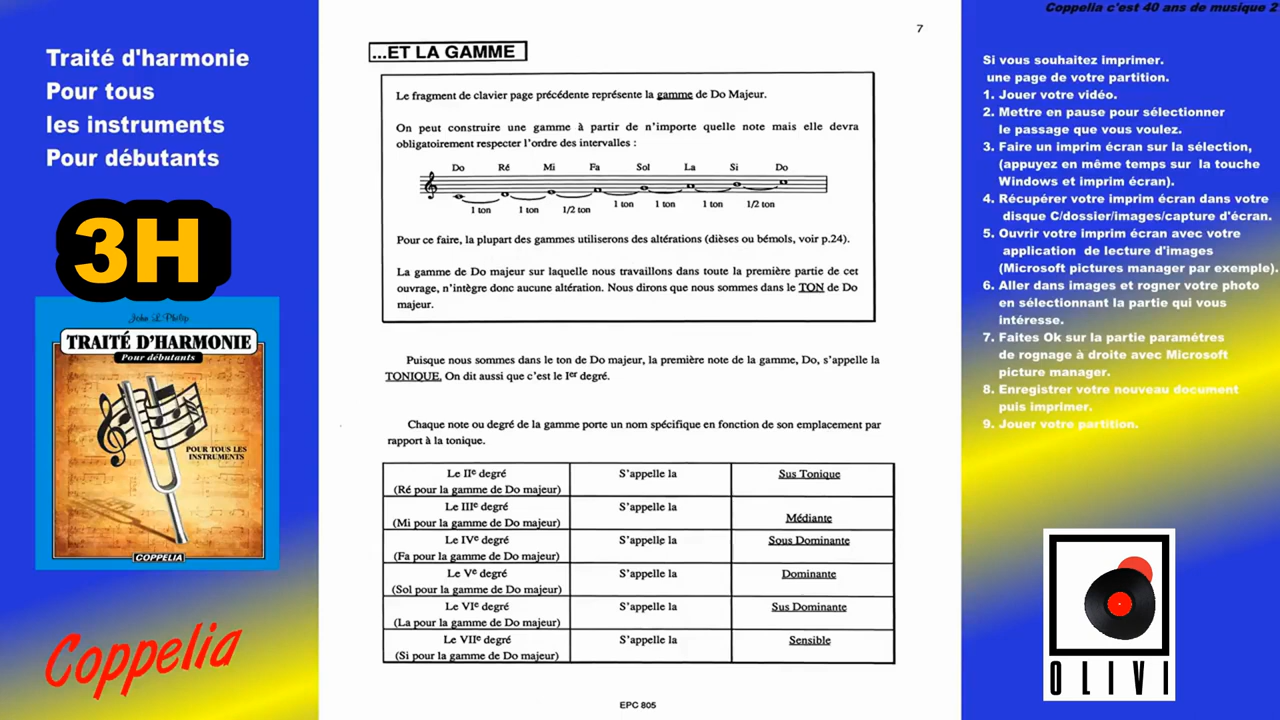 Coppelia c'est 40 ans de musique 2
Traité d'harmonie
Pour tous
les instruments
Pour débutants
3H
John L Philip
TRAITÉ D'HARMONIE
Pour débutants
POUR TOUS LES
INSTRUMENTS
COPPELIA
Coppelia
7
...ET LA GAMME
Le fragment de clavier page précédente représente la gamme de Do Majeur.
On peut construire une gamme à partir de n'importe quelle note mais elle devra
obligatoirement respecter l'ordre des intervalles :
Do Ré Mi Fa Sol La Si Do
1 ton 1 ton 1/2 ton 1 ton 1 ton 1 ton 1/2 ton
Pour ce faire, la plupart des gammes utiliserons des altérations (dièses ou bémols, voir p.24).
La gamme de Do majeur sur laquelle nous travaillons dans toute la première partie de cet
ouvrage, n'intègre donc aucune altération. Nous dirons que nous sommes dans le TON de Do
majeur.
Puisque nous sommes dans le ton de Do majeur, la première note de la gamme, Do, s'appelle la
TONIQUE. On dit aussi que c'est le Ier degré.
Chaque note ou degré de la gamme porte un nom spécifique en fonction de son emplacement par
rapport à la tonique.
Le IIe degré S'appelle la Sus Tonique
(Ré pour la gamme de Do majeur)
Le IIIe degré S'appelle la
(Mi pour la gamme de Do majeur) Médiante
Le IVe degré S'appelle la Sous Dominante
(Fa pour la gamme de Do majeur)
Le Ve degré S'appelle la Dominante
(Sol pour la gamme de Do majeur)
Le VIe degré S'appelle la Sus Dominante
(La pour la gamme de Do majeur)
Le VIIe degré S'appelle la Sensible
(Si pour la gamme de Do majeur)
EPC 805
Si vous souhaitez imprimer.
une page de votre partition.
1. Jouer votre vidéo.
2. Mettre en pause pour sélectionner
le passage que vous voulez.
3. Faire un imprim écran sur la sélection,
(appuyez en même temps sur la touche
Windows et imprim écran).
4. Récupérer votre imprim écran dans votre
disque C/dossier/images/capture d'écran.
5. Ouvrir votre imprim écran avec votre
application de lecture d'images
(Microsoft pictures manager par exemple).
6. Aller dans images et rogner votre photo
en sélectionnant la partie qui vous
intéresse.
7. Faites Ok sur la partie paramétres
de rognage à droite avec Microsoft
picture manager.
8. Enregistrer votre nouveau document
puis imprimer.
9. Jouer votre partition.
OLIVI